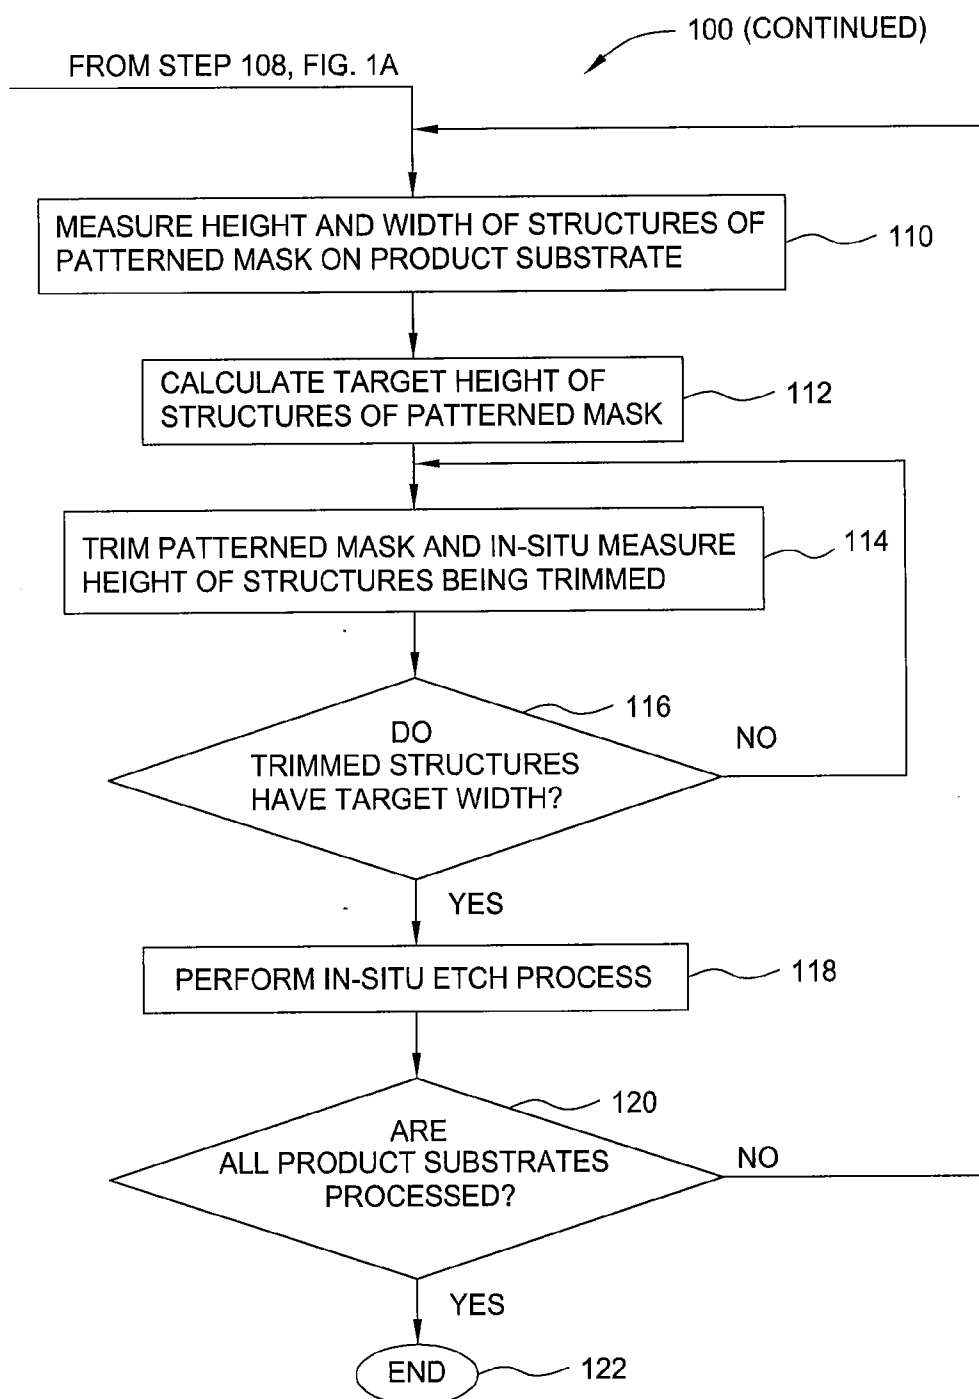 100 (CONTINUED)
FROM STEP 108, FIG. 1A
MEASURE HEIGHT AND WIDTH OF STRUCTURES OF
PATTERNED MASK ON PRODUCT SUBSTRATE
110
CALCULATE TARGET HEIGHT OF
STRUCTURES OF PATTERNED MASK
112
TRIM PATTERNED MASK AND IN-SITU MEASURE
HEIGHT OF STRUCTURES BEING TRIMMED
114
116
DO
TRIMMED STRUCTURES
HAVE TARGET WIDTH?
NO
YES
PERFORM IN-SITU ETCH PROCESS
118
120
ARE
ALL PRODUCT SUBSTRATES
PROCESSED?
NO
YES
END
122